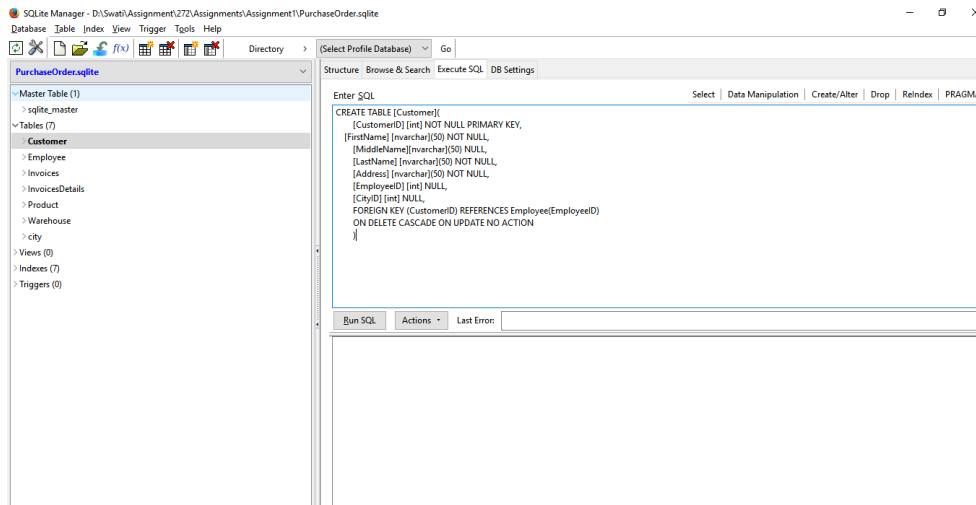 SQLite Manager - D:\Swati\Assignment\272\Assignments\Assignment1\PurchaseOrder.sqlite
Database Table Index View Trigger Tools Help
f(x) Directory (Select Profile Database) Go
PurchaseOrder.sqlite
Structure Browse & Search Execute SQL DB Settings
Master Table (1)
sqlite_master
Tables (7)
Customer
Employee
Invoices
InvoicesDetails
Product
Warehouse
city
Views (0)
Indexes (7)
Triggers (0)
Enter SQL Select Data Manipulation Create/Alter Drop ReIndex PRAGMA
CREATE TABLE [Customer](
[CustomerID] [int] NOT NULL PRIMARY KEY,
[FirstName] [nvarchar](50) NOT NULL,
[MiddleName][nvarchar](50) NULL,
[LastName] [nvarchar](50) NOT NULL,
[Address] [nvarchar](50) NOT NULL,
[EmployeeID] [int] NULL,
[CityID] [int] NULL,
FOREIGN KEY (CustomerID) REFERENCES Employee(EmployeeID)
ON DELETE CASCADE ON UPDATE NO ACTION
)
Run SQL Actions Last Error: